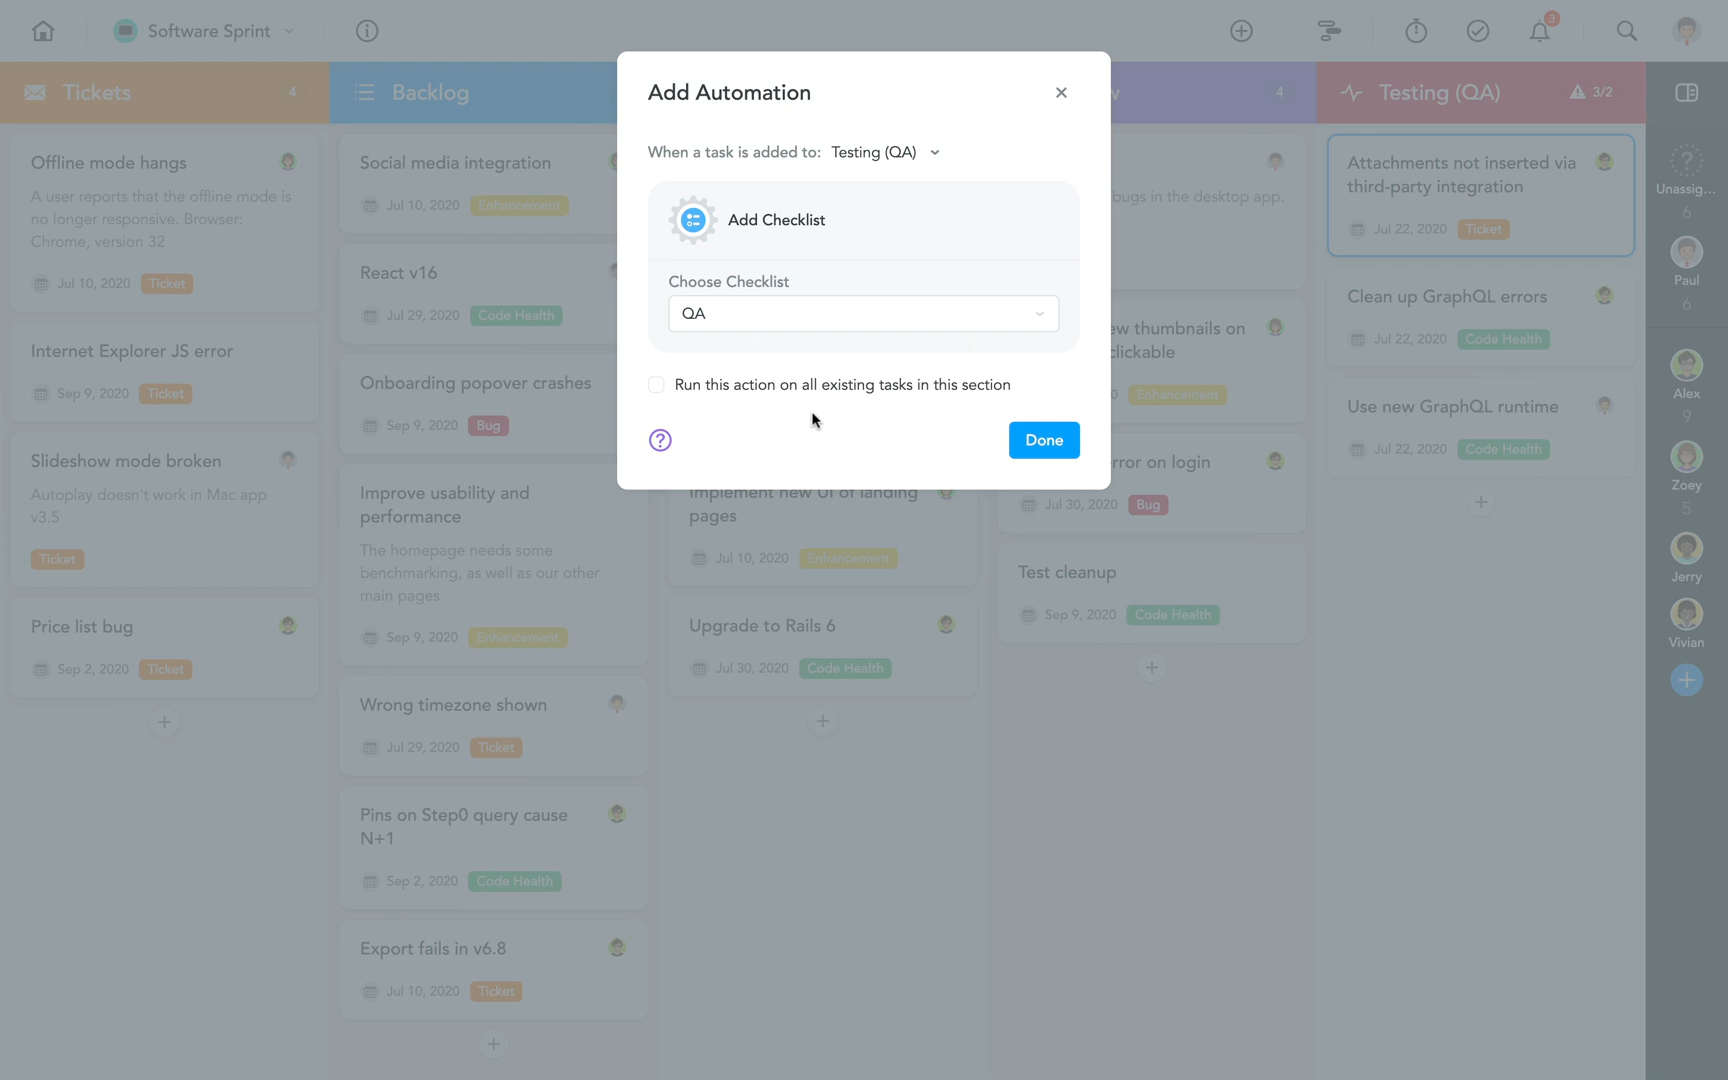 Software Sprint
3
Tickets 4
Offline mode hangs
A user reports that the offline mode is
no longer responsive. Browser:
Chrome, version 32
Jul 10, 2020 Ticket
Internet Explorer JS error
Sep 9, 2020 Ticket
Slideshow mode broken
Autoplay doesn't work in Mac app
v3.5
Ticket
Price list bug
Sep 2, 2020 Ticket
Backlog
Social media integration
Jul 10, 2020 Enhancement
React v16
Jul 29, 2020 Code Health
Onboarding popover crashes
Sep 9, 2020 Bug
Improve usability and
performance
The homepage needs some
benchmarking, as well as our other
main pages
Sep 9, 2020 Enhancement
Wrong timezone shown
Jul 29, 2020 Ticket
Pins on Step0 query cause
N+1
Sep 2, 2020 Code Health
Export fails in v6.8
Jul 10, 2020 Ticket
Add Automation
When a task is added to: Testing (QA)
Add Checklist
Choose Checklist
QA
Run this action on all existing tasks in this section
?
Done
Implement new UI of landing
pages
Jul 10, 2020 Enhancement
Upgrade to Rails 6
Jul 30, 2020 Code Health
4
bugs in the desktop app.
thumbnails on
clickable
Enhancement
on login
Jul 30, 2020 Bug
Test cleanup
Sep 9, 2020 Code Health
Testing (QA) 3/2
Attachments not inserted via
third-party integration
Jul 22, 2020 Ticket
Clean up GraphQL errors
Jul 22, 2020 Code Health
Use new GraphQL runtime
Jul 22, 2020 Code Health
?
Unassig...
6
Paul
6
Alex
9
Zoey
5
Jerry
Vivian